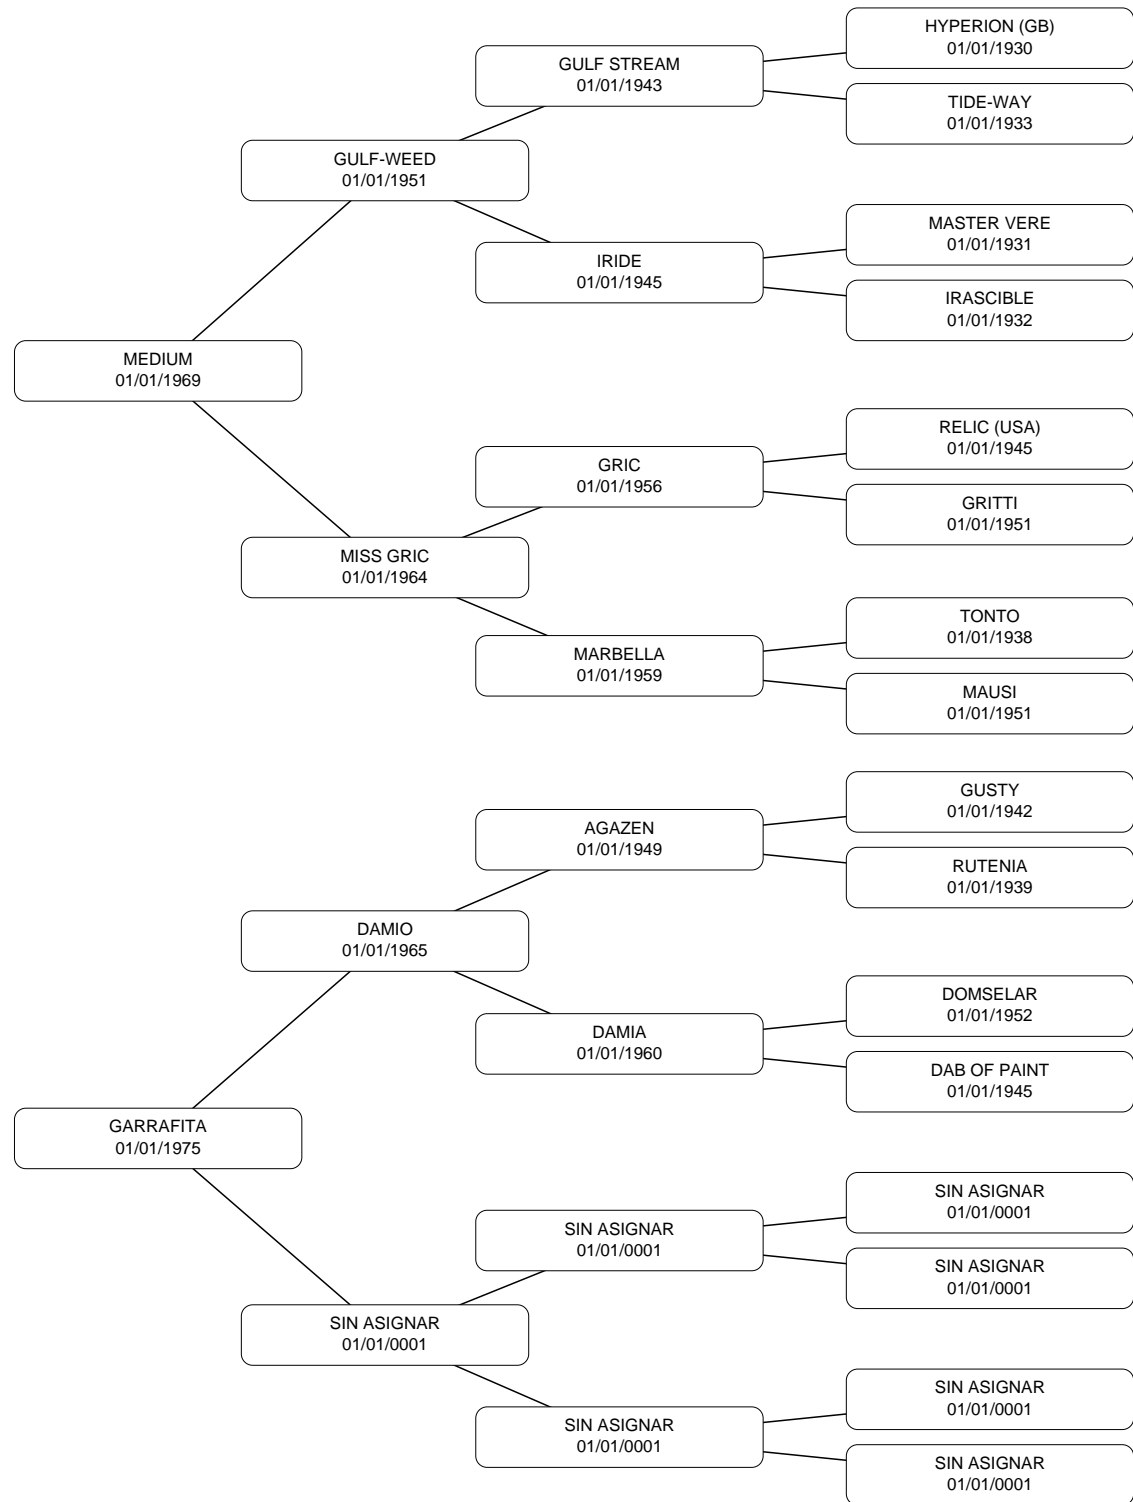 HYPERION (GB)
01/01/1930
GULF STREAM
01/01/1943
TIDE-WAY
01/01/1933
GULF-WEED
01/01/1951
MASTER VERE
01/01/1931
IRIDE
01/01/1945
IRASCIBLE
01/01/1932
MEDIUM
01/01/1969
RELIC (USA)
01/01/1945
GRIC
01/01/1956
GRITTI
01/01/1951
MISS GRIC
01/01/1964
TONTO
01/01/1938
MARBELLA
01/01/1959
MAUSI
01/01/1951
GUSTY
01/01/1942
AGAZEN
01/01/1949
RUTENIA
01/01/1939
DAMIO
01/01/1965
DOMSELAR
01/01/1952
DAMIA
01/01/1960
DAB OF PAINT
01/01/1945
GARRAFITA
01/01/1975
SIN ASIGNAR
01/01/0001
SIN ASIGNAR
01/01/0001
SIN ASIGNAR
01/01/0001
SIN ASIGNAR
01/01/0001
SIN ASIGNAR
01/01/0001
SIN ASIGNAR
01/01/0001
SIN ASIGNAR
01/01/0001